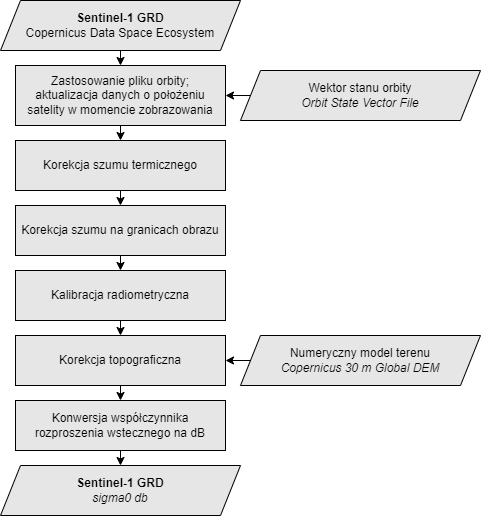 Sentinel-1 GRD
Copernicus Data Space Ecosystem
Zastosowanie pliku orbity;
aktualizacja danych o położeniu
satelity w momencie zobrazowania
Wektor stanu orbity
Orbit State Vector File
Korekcja szumu termicznego
Korekcja szumu na granicach obrazu
Kalibracja radiometryczna
Korekcja topograficzna
Numeryczny model terenu
Copernicus 30 m Global DEM
Konwersja współczynnika
rozproszenia wstecznego na dB
Sentinel-1 GRD
sigma0 db